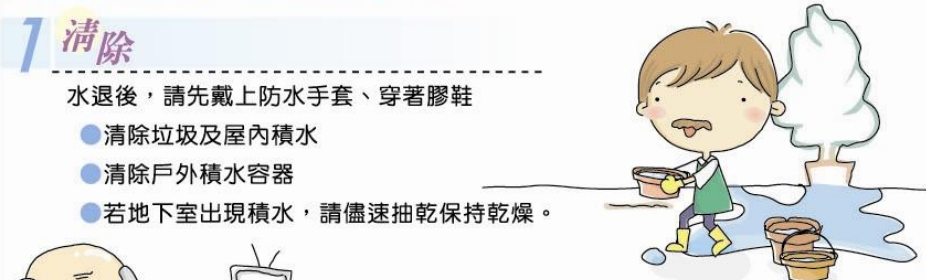 1 清除
水退後，請先戴上防水手套、穿著膠鞋
●清除垃圾及屋內積水
●清除戶外積水容器
●若地下室出現積水，請儘速抽乾保持乾燥。